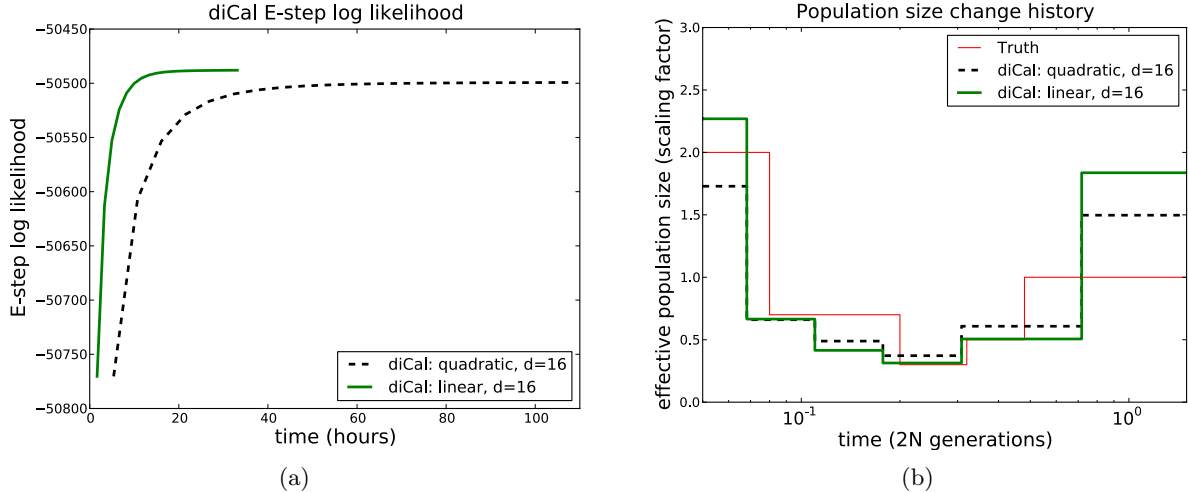 diCal E-step log likelihood
−50450
−50500
−50550
−50600
−50650
−50700
−50750
−50800
E-step log likelihood
diCal: quadratic, d=16
diCal: linear, d=16
0 20 40 60 80 100
time (hours)
(a)
Population size change history
3.0
2.5
2.0
1.5
1.0
0.5
0.0
effective population size (scaling factor)
Truth
diCal: quadratic, d=16
diCal: linear, d=16
10⁻¹ 10⁰
time (2N generations)
(b)